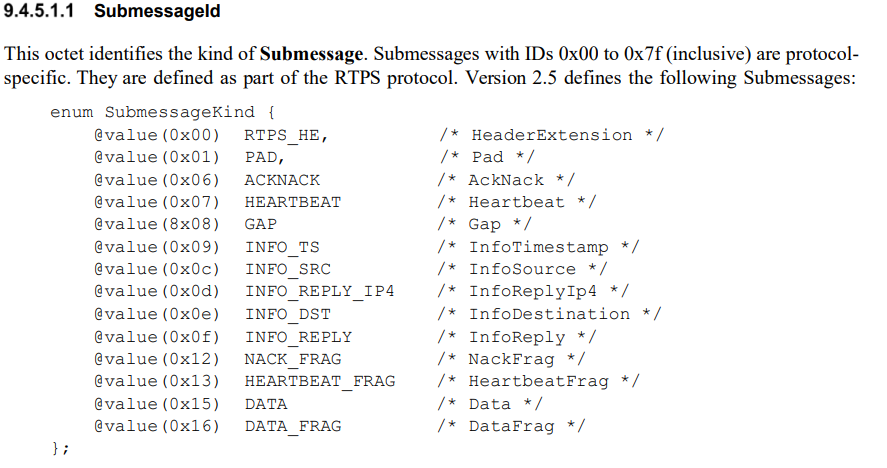 9.4.5.1.1 SubmessageId
This octet identifies the kind of Submessage. Submessages with IDs 0x00 to 0x7f (inclusive) are protocol-
specific. They are defined as part of the RTPS protocol. Version 2.5 defines the following Submessages:
enum SubmessageKind {
@value(0x00) RTPS_HE, /* HeaderExtension */
@value(0x01) PAD, /* Pad */
@value(0x06) ACKNACK /* AckNack */
@value(0x07) HEARTBEAT /* Heartbeat */
@value(8x08) GAP /* Gap */
@value(0x09) INFO_TS /* InfoTimestamp */
@value(0x0c) INFO_SRC /* InfoSource */
@value(0x0d) INFO_REPLY_IP4 /* InfoReplyIp4 */
@value(0x0e) INFO_DST /* InfoDestination */
@value(0x0f) INFO_REPLY /* InfoReply */
@value(0x12) NACK_FRAG /* NackFrag */
@value(0x13) HEARTBEAT_FRAG /* HeartbeatFrag */
@value(0x15) DATA /* Data */
@value(0x16) DATA_FRAG /* DataFrag */
};